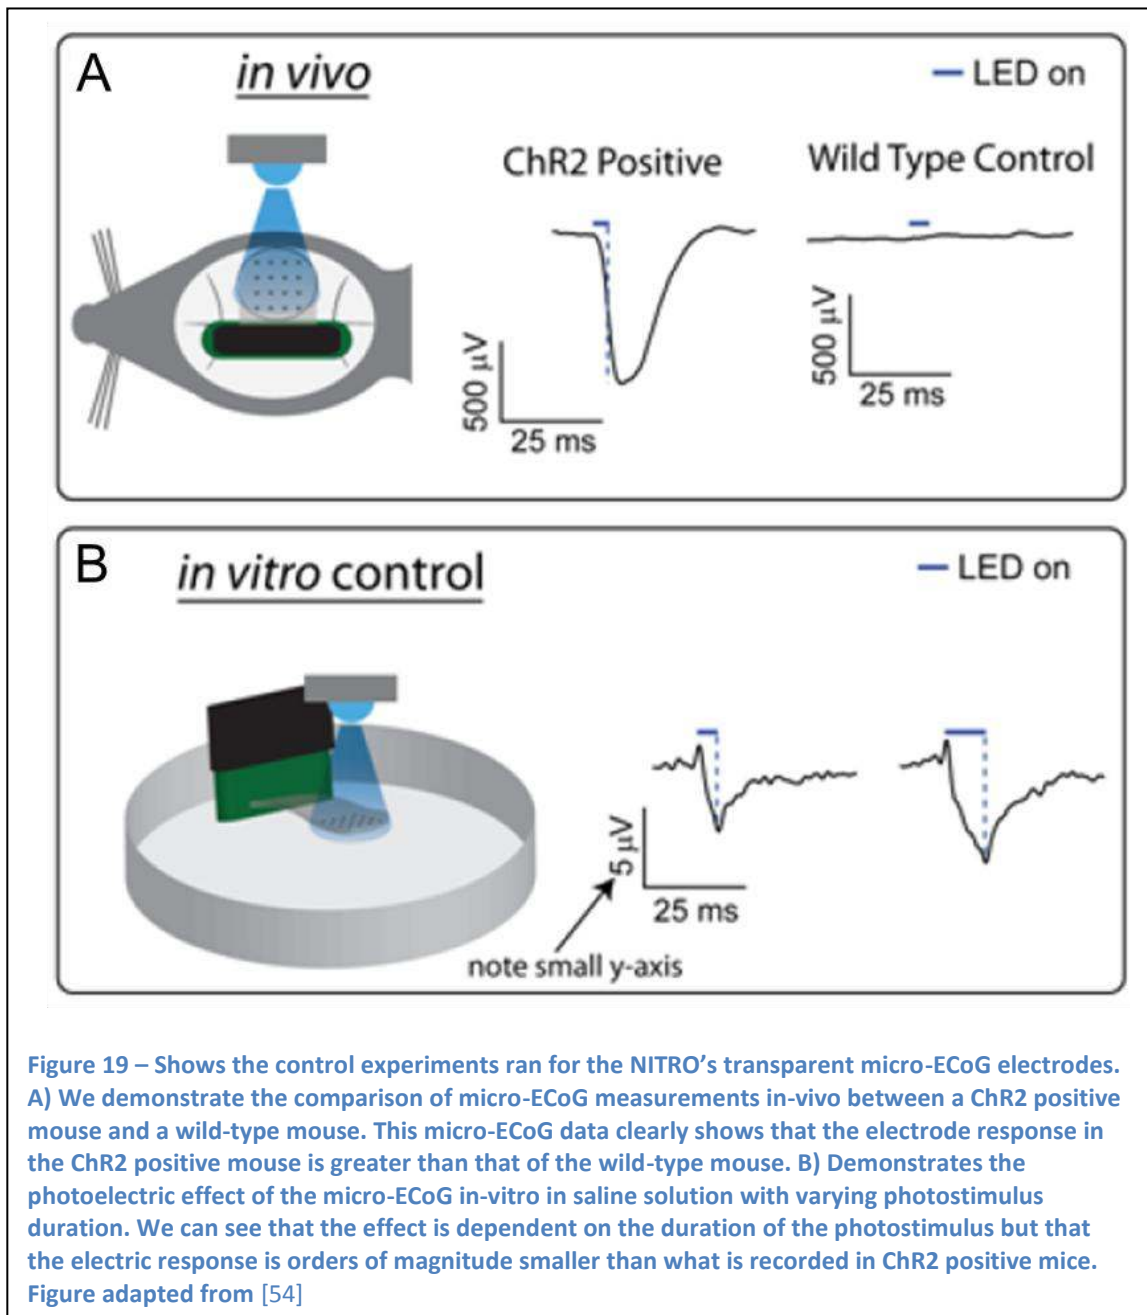 A
in vivo
LED on
ChR2 Positive
Wild Type Control
500 μV
25 ms
500 μV
25 ms
B
in vitro control
LED on
5 μV
25 ms
note small y-axis
Figure 19 – Shows the control experiments ran for the NITRO’s transparent micro-ECoG electrodes.
A) We demonstrate the comparison of micro-ECoG measurements in-vivo between a ChR2 positive
mouse and a wild-type mouse. This micro-ECoG data clearly shows that the electrode response in
the ChR2 positive mouse is greater than that of the wild-type mouse. B) Demonstrates the
photoelectric effect of the micro-ECoG in-vitro in saline solution with varying photostimulus
duration. We can see that the effect is dependent on the duration of the photostimulus but that
the electric response is orders of magnitude smaller than what is recorded in ChR2 positive mice.
Figure adapted from [54]